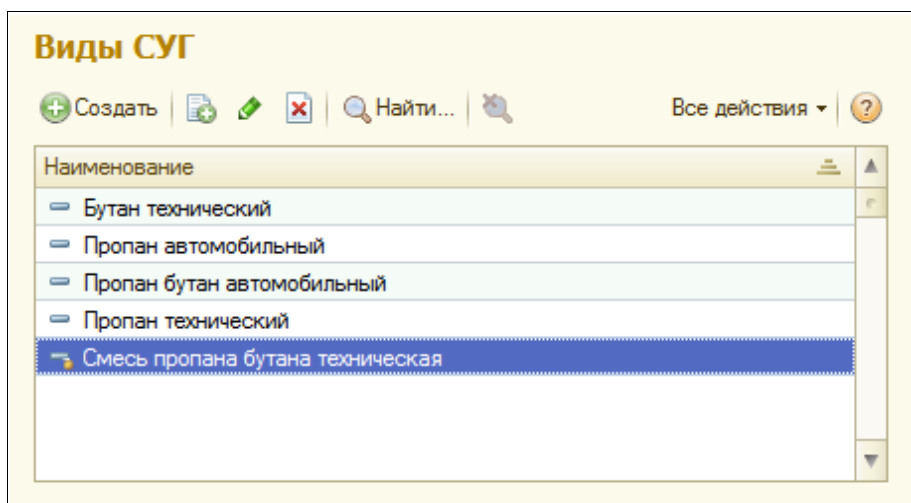 Виды СУГ
Создать Найти... Все действия ?
Наименование
Бутан технический
Пропан автомобильный
Пропан бутан автомобильный
Пропан технический
Смесь пропана бутана техническая